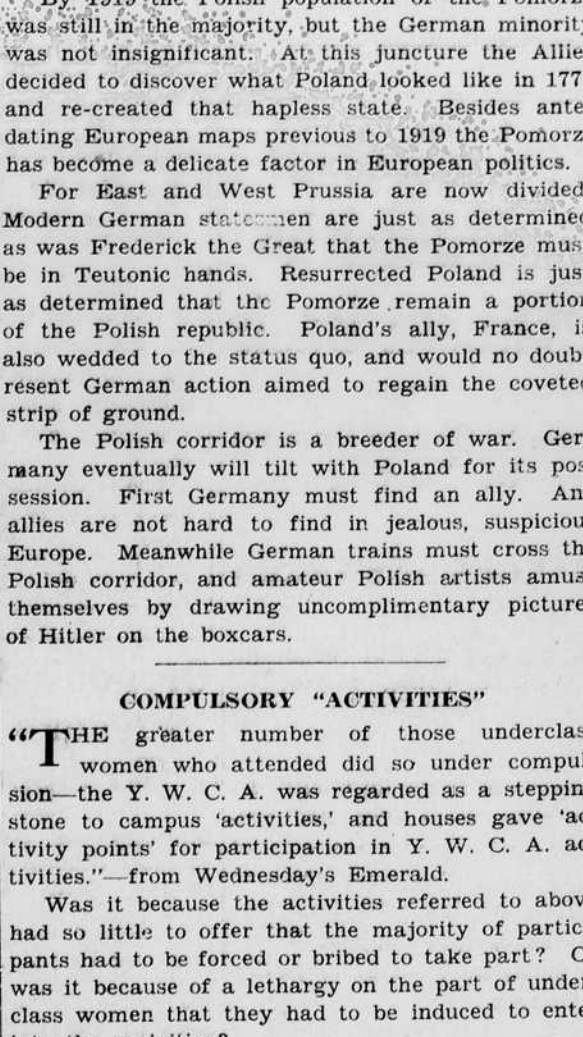 By 1919 the Polish population of the Pomorz
was still in the majority, but the German minorit
was not insignificant. At this juncture the Allie
decided to discover what Poland looked like in 177
and re-created that hapless state. Besides ante
dating European maps previous to 1919 the Pomorz
has become a delicate factor in European politics.
For East and West Prussia are now divided
Modern German statesmen are just as determined
as was Frederick the Great that the Pomorze mus
be in Teutonic hands. Resurrected Poland is jus
as determined that the Pomorze remain a portion
of the Polish republic. Poland's ally, France, i
also wedded to the status quo, and would no doub
resent German action aimed to regain the covete
strip of ground.
The Polish corridor is a breeder of war. Ger
many eventually will tilt with Poland for its pos
session. First Germany must find an ally. An
allies are not hard to find in jealous, suspiciou
Europe. Meanwhile German trains must cross th
Polish corridor, and amateur Polish artists amus
themselves by drawing uncomplimentary picture
of Hitler on the boxcars.
COMPULSORY "ACTIVITIES"
"THE greater number of those underclas
women who attended did so under compul
sion—the Y. W. C. A. was regarded as a steppin
stone to campus 'activities,' and houses gave 'ac
tivity points' for participation in Y. W. C. A. ac
tivities."—from Wednesday's Emerald.
Was it because the activities referred to abov
had so little to offer that the majority of partic
pants had to be forced or bribed to take part? O
was it because of a lethargy on the part of under
class women that they had to be induced to ente